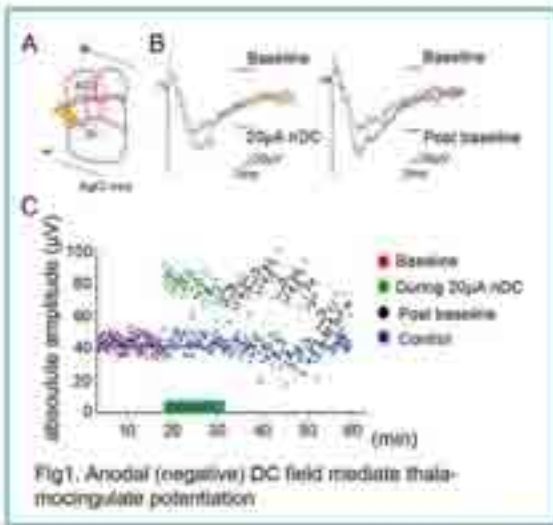 A
B
Baseline
20µA nDC
Baseline
Post baseline
C
absoulute amplitude (µV)
100
80
60
40
20
0
10 20 30 40 50 60 (min)
Baseline
During 20µA nDC
Post baseline
Control
Fig1. Anodal (negative) DC field mediate thala-
mocingulate potentiation